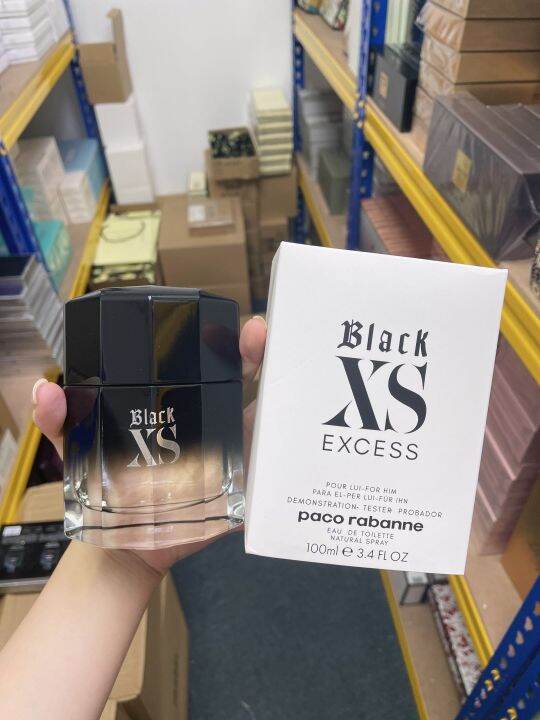 Black
XS
Black
XS
EXCESS
POUR LUI-FOR HIM
PARA EL-PER LUI-FÜR IHN
DEMONSTRATION- TESTER- PROBADOR
paco rabanne
EAU DE TOILETTE
NATURAL SPRAY
100ml e 3.4 FL OZ